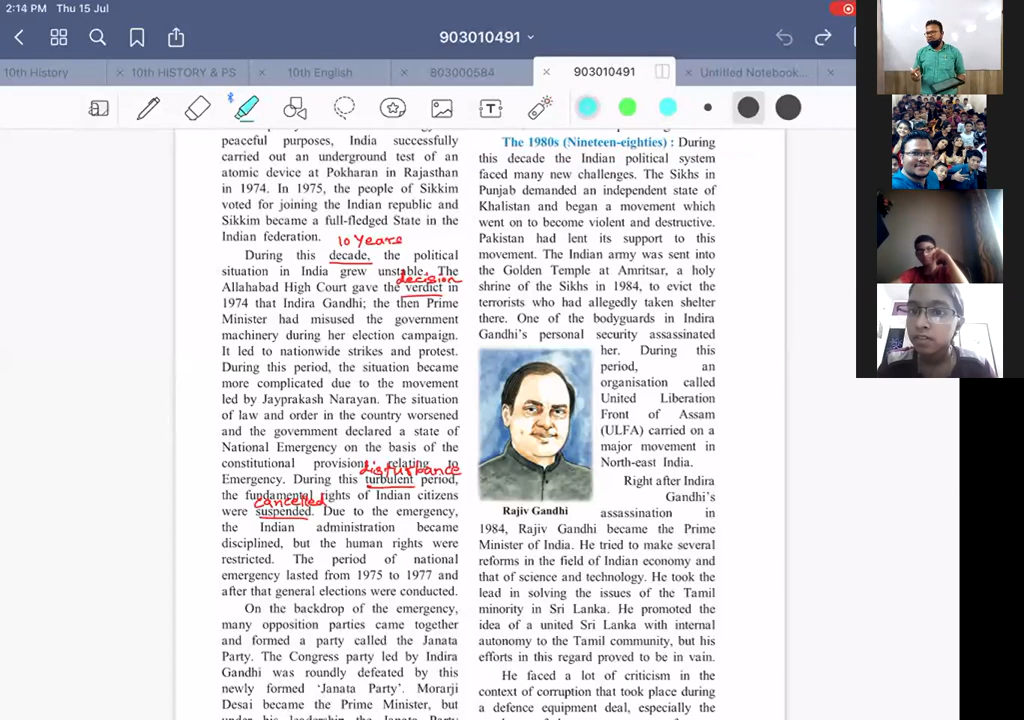 2:14 PM Thu 15 Jul
903010491
10th History
10th HISTORY & PS
10th English
803000584
903010491
Untitled Notebook...
peaceful purposes, India successfully
carried out an underground test of an
atomic device at Pokharan in Rajasthan
in 1974. In 1975, the people of Sikkim
voted for joining the Indian republic and
Sikkim became a full-fledged State in the
Indian federation.
10 Years
During this decade, the political
situation in India grew unstable. The
decision
Allahabad High Court gave the verdict in
1974 that Indira Gandhi; the then Prime
Minister had misused the government
machinery during her election campaign.
It led to nationwide strikes and protest.
During this period, the situation became
more complicated due to the movement
led by Jayprakash Narayan. The situation
of law and order in the country worsened
and the government declared a state of
National Emergency on the basis of the
constitutional provisions relating to
disturbance
Emergency. During this turbulent period,
the fundamental rights of Indian citizens
cancelled
were suspended. Due to the emergency,
the Indian administration became
disciplined, but the human rights were
restricted. The period of national
emergency lasted from 1975 to 1977 and
after that general elections were conducted.
On the backdrop of the emergency,
many opposition parties came together
and formed a party called the Janata
Party. The Congress party led by Indira
Gandhi was roundly defeated by this
newly formed 'Janata Party'. Morarji
Desai became the Prime Minister, but
under his leadership the Janata Party
The 1980s (Nineteen-eighties) : During
this decade the Indian political system
faced many new challenges. The Sikhs in
Punjab demanded an independent state of
Khalistan and began a movement which
went on to become violent and destructive.
Pakistan had lent its support to this
movement. The Indian army was sent into
the Golden Temple at Amritsar, a holy
shrine of the Sikhs in 1984, to evict the
terrorists who had allegedly taken shelter
there. One of the bodyguards in Indira
Gandhi's personal security assassinated
her. During this
period, an
organisation called
United Liberation
Front of Assam
(ULFA) carried on a
major movement in
North-east India.
Right after Indira
Gandhi's
assassination in
Rajiv Gandhi
1984, Rajiv Gandhi became the Prime
Minister of India. He tried to make several
reforms in the field of Indian economy and
that of science and technology. He took the
lead in solving the issues of the Tamil
minority in Sri Lanka. He promoted the
idea of a united Sri Lanka with internal
autonomy to the Tamil community, but his
efforts in this regard proved to be in vain.
He faced a lot of criticism in the
context of corruption that took place during
a defence equipment deal, especially the